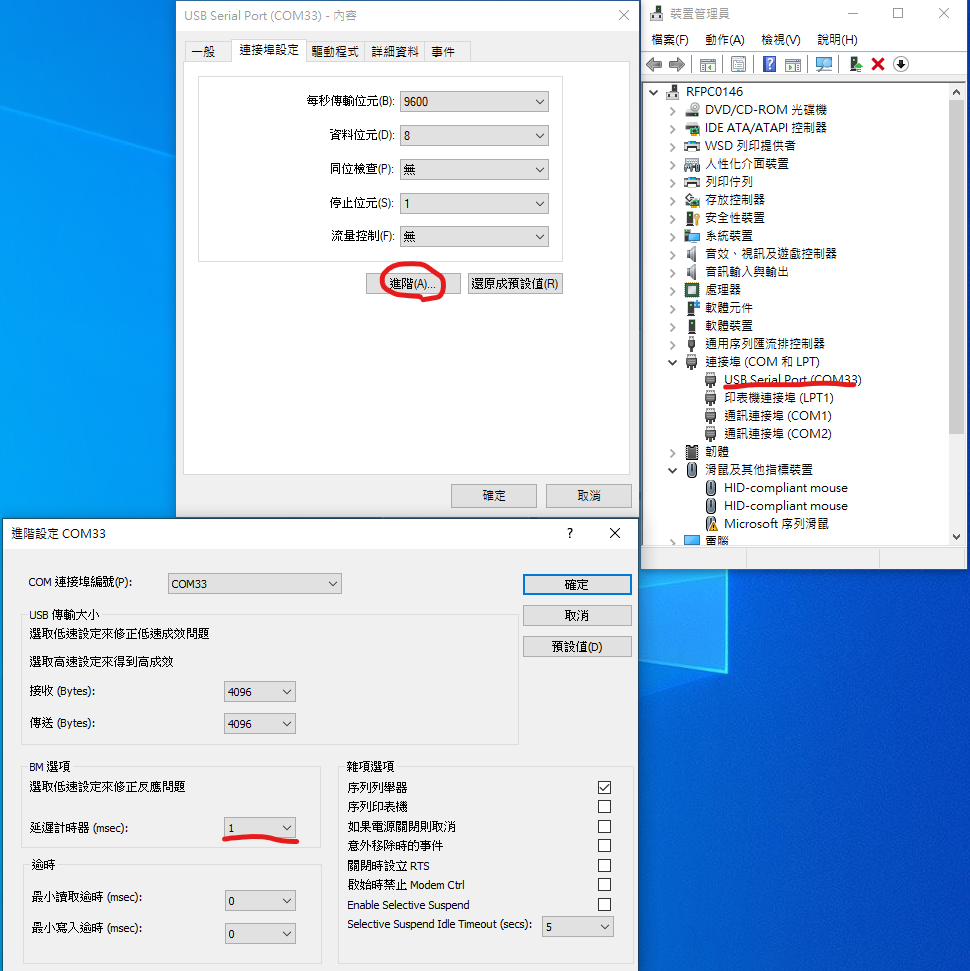 USB Serial Port (COM33) - 內容
一般
連接埠設定
驅動程式
詳細資料
事件
每秒傳輸位元(B):
9600
資料位元(D):
8
同位檢查(P):
無
停止位元(S):
1
流量控制(F):
無
進階(A)...
還原成預設值(R)
確定
取消
裝置管理員
檔案(F) 動作(A) 檢視(V) 說明(H)
RFPC0146
DVD/CD-ROM 光碟機
IDE ATA/ATAPI 控制器
WSD 列印提供者
人性化介面裝置
列印佇列
存放控制器
安全性裝置
系統裝置
音效、視訊及遊戲控制器
音訊輸入與輸出
處理器
軟體元件
軟體裝置
通用序列匯流排控制器
連接埠 (COM 和 LPT)
USB Serial Port (COM33)
印表機連接埠 (LPT1)
通訊連接埠 (COM1)
通訊連接埠 (COM2)
韌體
滑鼠及其他指標裝置
HID-compliant mouse
HID-compliant mouse
Microsoft 序列滑鼠
電腦
進階設定 COM33
COM 連接埠編號(P):
COM33
確定
取消
預設值(D)
USB 傳輸大小
選取低速設定來修正低速成效問題
選取高速設定來得到高成效
接收 (Bytes):
4096
傳送 (Bytes):
4096
BM 選項
選取低速設定來修正反應問題
延遲計時器 (msec):
1
逾時
最小讀取逾時 (msec):
0
最小寫入逾時 (msec):
0
雜項選項
序列列舉器
序列印表機
如果電源關閉則取消
意外移除時的事件
關閉時設立 RTS
啟始時禁止 Modem Ctrl
Enable Selective Suspend
Selective Suspend Idle Timeout (secs):
5